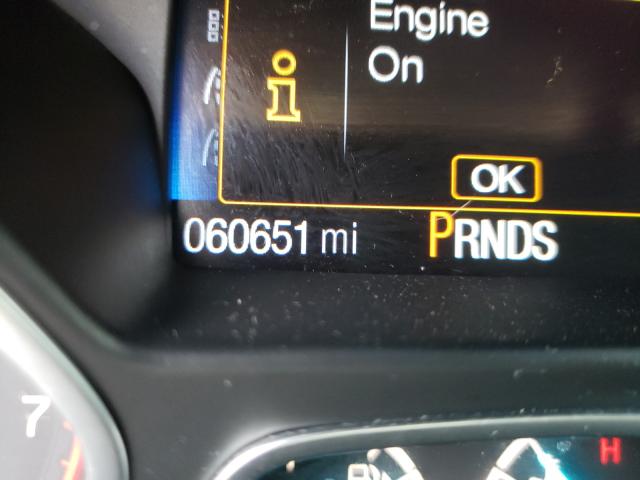 Engine
On
i
OK
060651 mi PRNDS
7
H